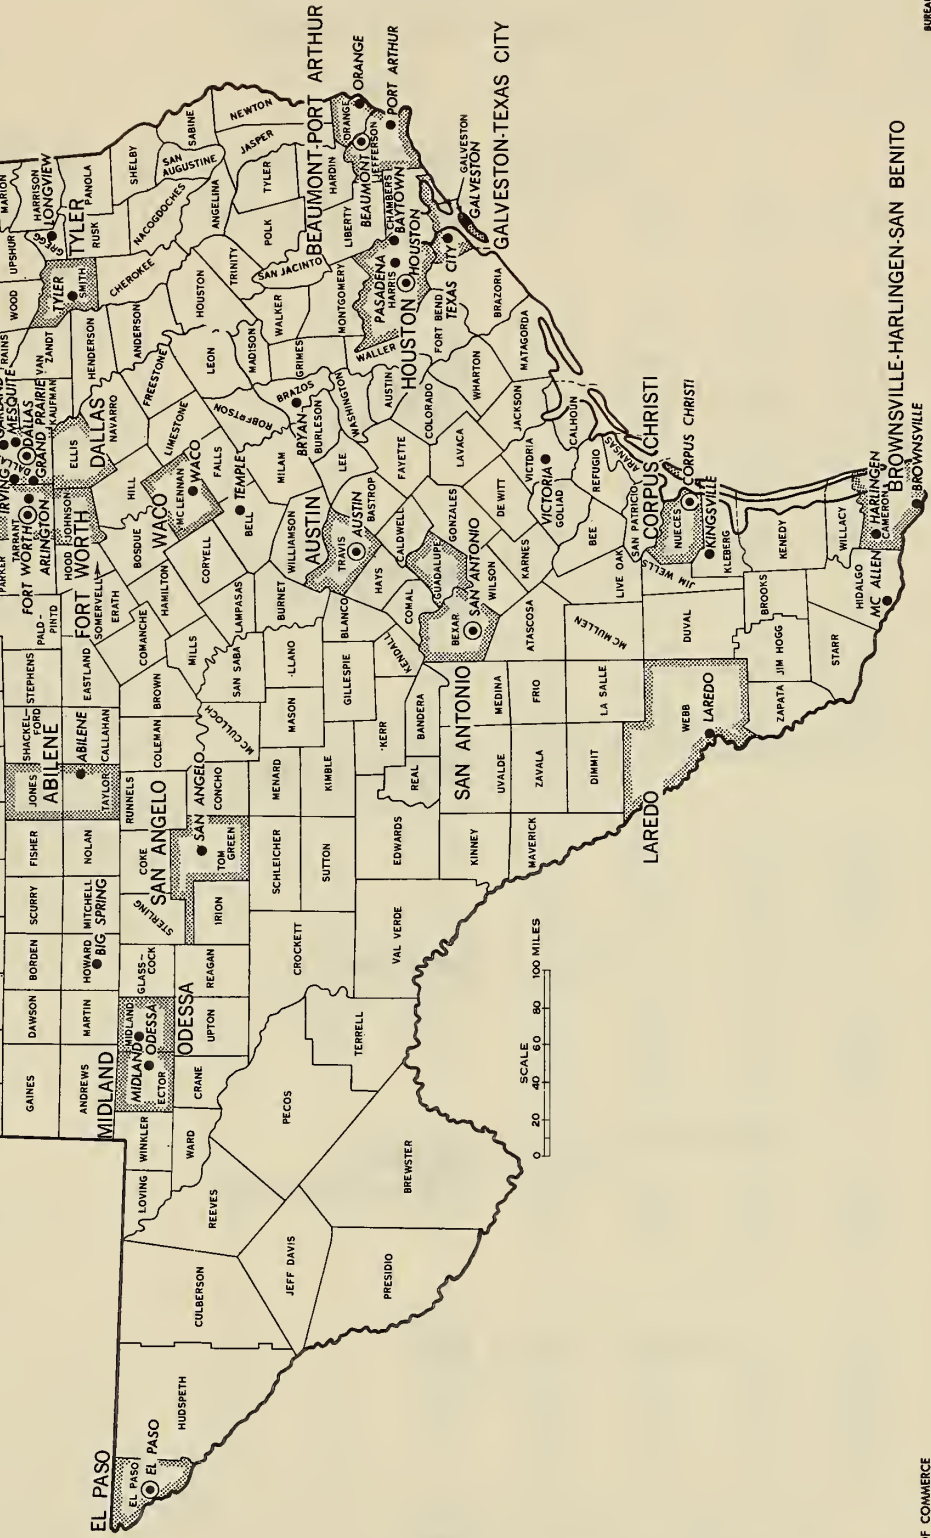 MARION
HARRISON
LONGVIEW
UPSHUR
GREGG
WOOD
TYLER
SMITH
TYLER
RUSK
PANOLA
SHELBY
SABINE
SAN
AUGUSTINE
NEWTON
JASPER
NACOGDOCHES
ANGELINA
CHEROKEE
TYLER
POLK
HARDIN
TRINITY
HOUSTON
SAN JACINTO
LIBERTY
BEAUMONT-PORT ARTHUR
ORANGE
ORANGE
BEAUMONT
JEFFERSON
PORT ARTHUR
CHAMBERS
BAYTOWN
PASADENA
HARRIS
HOUSTON
HOUSTON
GALVESTON
GALVESTON
GALVESTON-TEXAS CITY
TEXAS CITY
FORT BEND
BRAZORIA
MONTGOMERY
WALKER
WALLER
GRIMES
MADISON
LEON
ANDERSON
HENDERSON
VAN
ZANDT
RAINS
KAUFMAN
MESQUITE
DALLAS
GRAND PRAIRIE
IRVING
ELLIS
DALLAS
NAVARRO
FREESTONE
LIMESTONE
ROBERTSON
BRAZOS
BRYAN
BURLESON
WASHINGTON
AUSTIN
COLORADO
WHARTON
MATAGORDA
JACKSON
CALHOUN
LAVACA
FAYETTE
LEE
MILAM
FALLS
TEMPLE
BELL
WACO
MC LENNAN
WACO
HILL
JOHNSON
PARKER
TARRANT
FORT WORTH
ARLINGTON
HOOD
FORT WORTH
SOMERVELL
BOSQUE
ERATH
HAMILTON
CORYELL
LAMPASAS
BURNET
WILLIAMSON
AUSTIN
TRAVIS
AUSTIN
BASTROP
CALDWELL
HAYS
GONZALES
DE WITT
VICTORIA
VICTORIA
GOLIAD
REFUGIO
ARANSAS
CORPUS CHRISTI
SAN PATRICIO
CORPUS CHRISTI
NUECES
KINGSVILLE
KLEBERG
JIM WELLS
LIVE OAK
BEE
KARNES
WILSON
SAN ANTONIO
GUADALUPE
COMAL
BEXAR
BLANCO
KENDALL
ATASCOSA
MC MULLEN
DUVAL
BROOKS
KENEDY
WILLACY
HARLINGEN
CAMERON
BROWNSVILLE
BROWNSVILLE-HARLINGEN-SAN BENITO
HIDALGO
MC ALLEN
STARR
JIM HOGG
ZAPATA
WEBB
LAREDO
LAREDO
LA SALLE
FRIO
MEDINA
SAN ANTONIO
UVALDE
ZAVALA
DIMMIT
MAVERICK
KINNEY
BANDERA
REAL
KERR
GILLESPIE
LLANO
MASON
KIMBLE
MENARD
SAN SABA
MC CULLOCH
MILLS
COMANCHE
BROWN
EASTLAND
PALO-
PINTO
STEPHENS
SHACKEL-
FORD
ABILENE
ABILENE
CALLAHAN
COLEMAN
JONES
TAYLOR
RUNNELS
CONCHO
SAN ANGELO
SAN ANGELO
TOM
GREEN
COKE
FISHER
NOLAN
SCURRY
MITCHELL
BIG SPRING
HOWARD
BORDEN
STERLING
IRION
SCHLEICHER
SUTTON
EDWARDS
VAL VERDE
CROCKETT
REAGAN
GLASS-
COCK
DAWSON
MARTIN
MIDLAND
MIDLAND
ODESSA
ECTOR
ODESSA
UPTON
GAINES
ANDREWS
MIDLAND
CRANE
WINKLER
WARD
LOVING
TERRELL
PECOS
BREWSTER
REEVES
JEFF DAVIS
PRESIDIO
CULBERSON
HUDSPETH
EL PASO
EL PASO
EL PASO
SCALE
0 20 40 60 80 100 MILES
OF COMMERCE
BUREAU